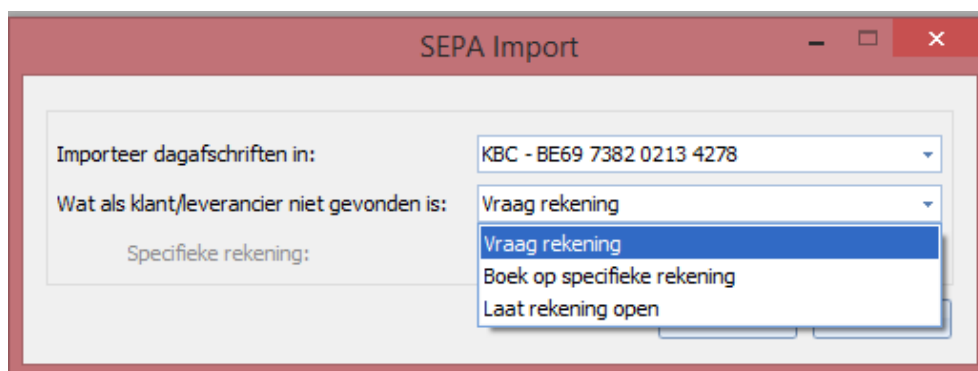 SEPA Import
Importeer dagafschriften in: KBC - BE69 7382 0213 4278
Wat als klant/leverancier niet gevonden is: Vraag rekening
Specifieke rekening:
Vraag rekening
Boek op specifieke rekening
Laat rekening open